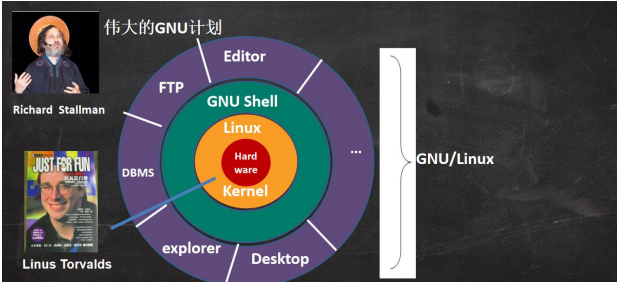 伟大的GNU计划
Richard Stallman
Editor
FTP
GNU Shell
Linux
Hard
ware
Kernel
DBMS
explorer
Desktop
...
GNU/Linux
JUST FOR FUN
Linus Torvalds